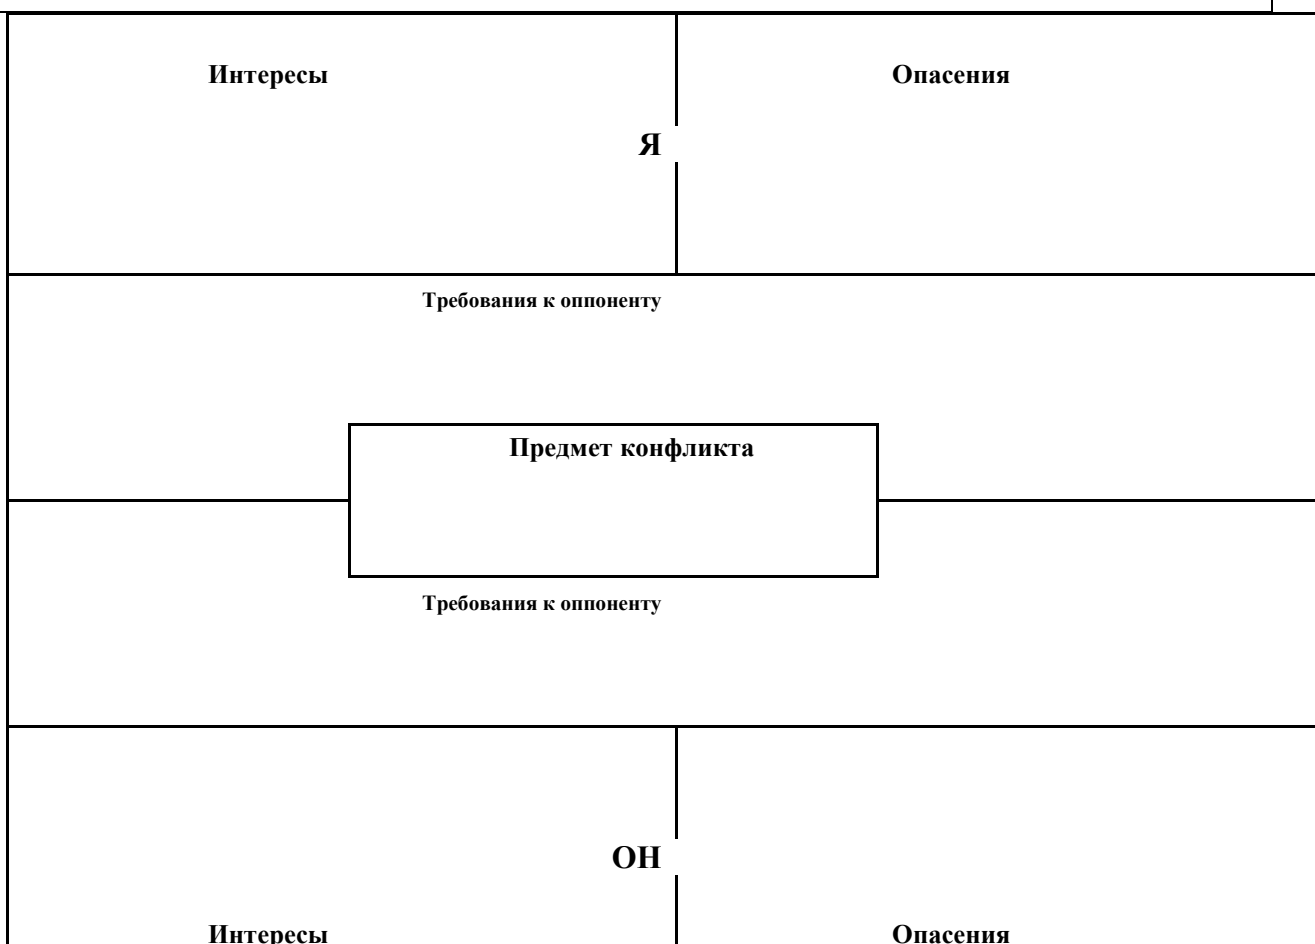 Интересы
Опасения
Я
Требования к оппоненту
Предмет конфликта
Требования к оппоненту
ОН
Интересы
Опасения